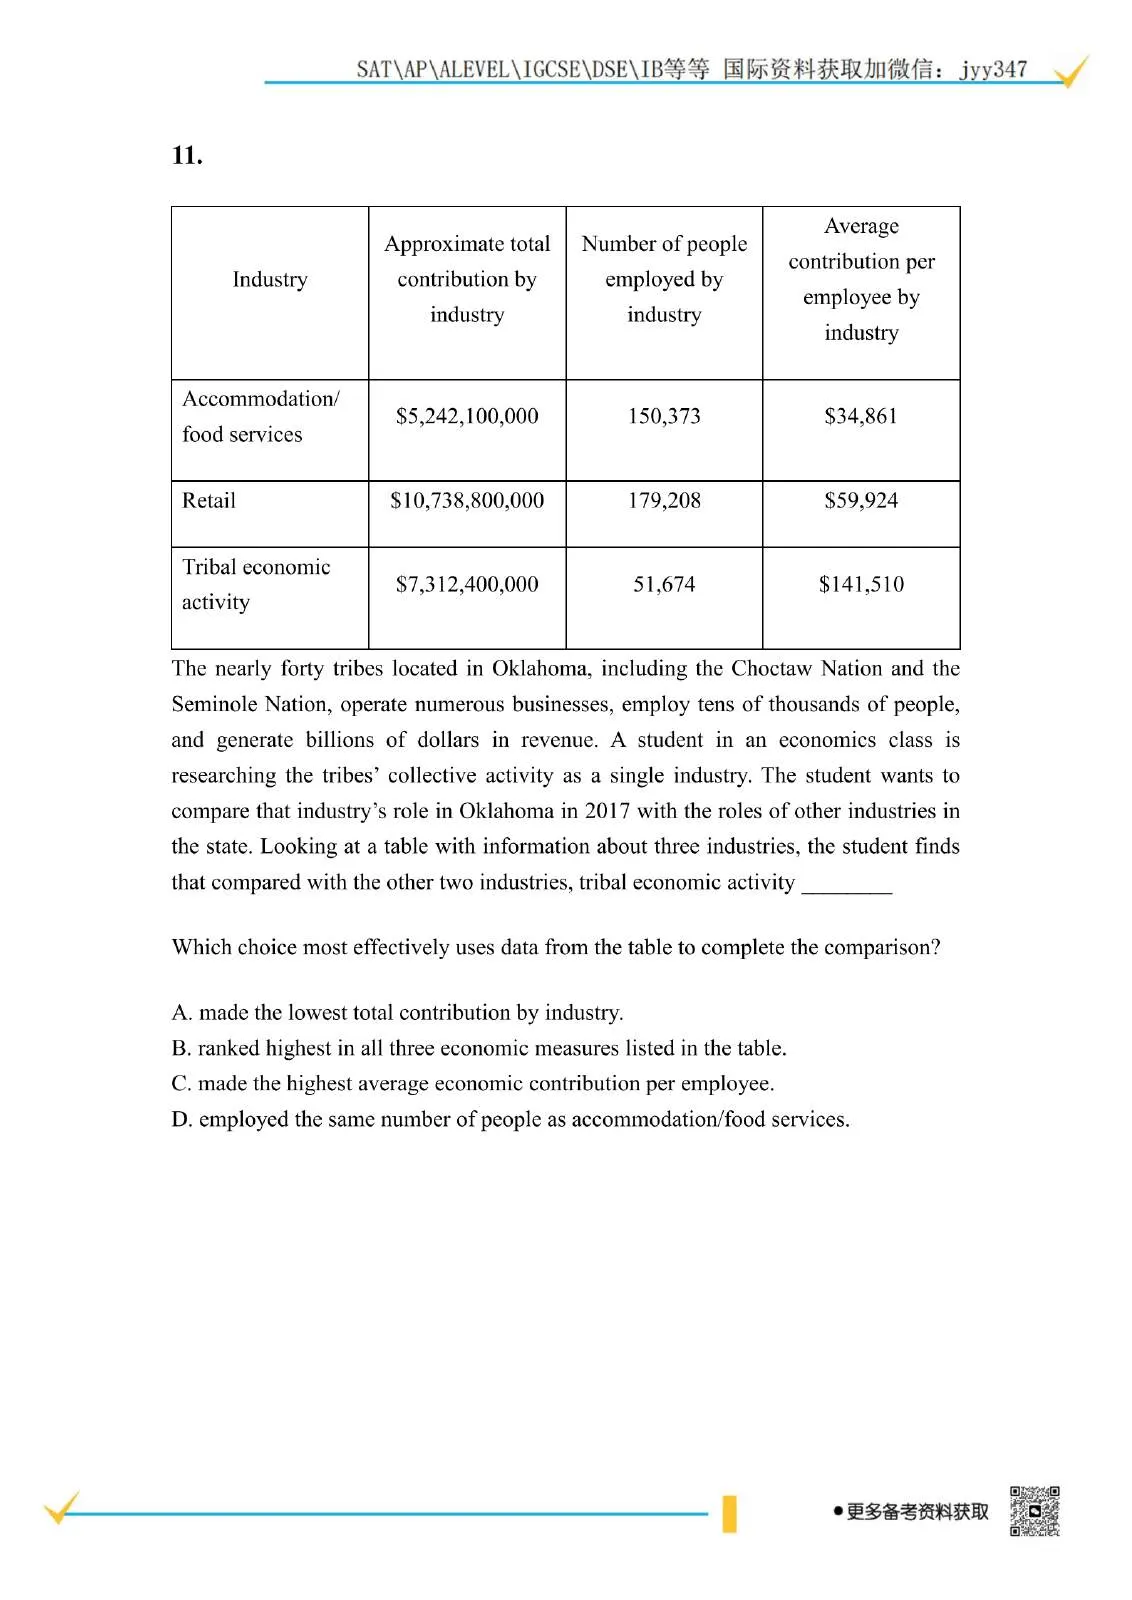 SAT\AP\ALEVEL\IGCSE\DSE\IB等等 国际资料获取加微信：jyy347
11.
Industry
Approximate total
contribution by
industry
Number of people
employed by
industry
Average
contribution per
employee by
industry
Accommodation/
food services
$5,242,100,000
150,373
$34,861
Retail
$10,738,800,000
179,208
$59,924
Tribal economic
activity
$7,312,400,000
51,674
$141,510
The nearly forty tribes located in Oklahoma, including the Choctaw Nation and the
Seminole Nation, operate numerous businesses, employ tens of thousands of people,
and generate billions of dollars in revenue. A student in an economics class is
researching the tribes’ collective activity as a single industry. The student wants to
compare that industry’s role in Oklahoma in 2017 with the roles of other industries in
the state. Looking at a table with information about three industries, the student finds
that compared with the other two industries, tribal economic activity ________
Which choice most effectively uses data from the table to complete the comparison?
A. made the lowest total contribution by industry.
B. ranked highest in all three economic measures listed in the table.
C. made the highest average economic contribution per employee.
D. employed the same number of people as accommodation/food services.
●更多备考资料获取